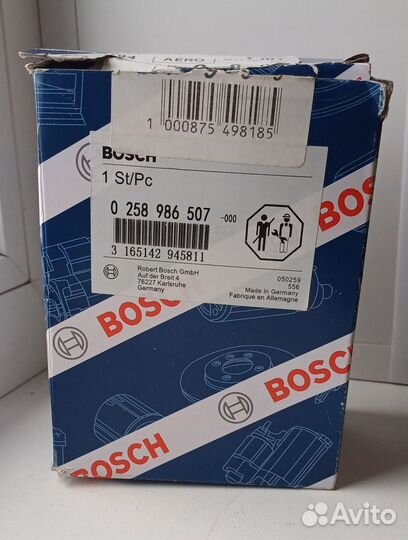 AERO
1 000875 498185
BOSCH
1 St/Pc
0 258 986 507 -000
3 165142 945811
Robert Bosch GmbH
Auf der Breit 4
76227 Karlsruhe
Germany
050259
556
Made in Germany
Fabriqué en Allemagne
BOSCH
BOSCH
BOSCH
Avito